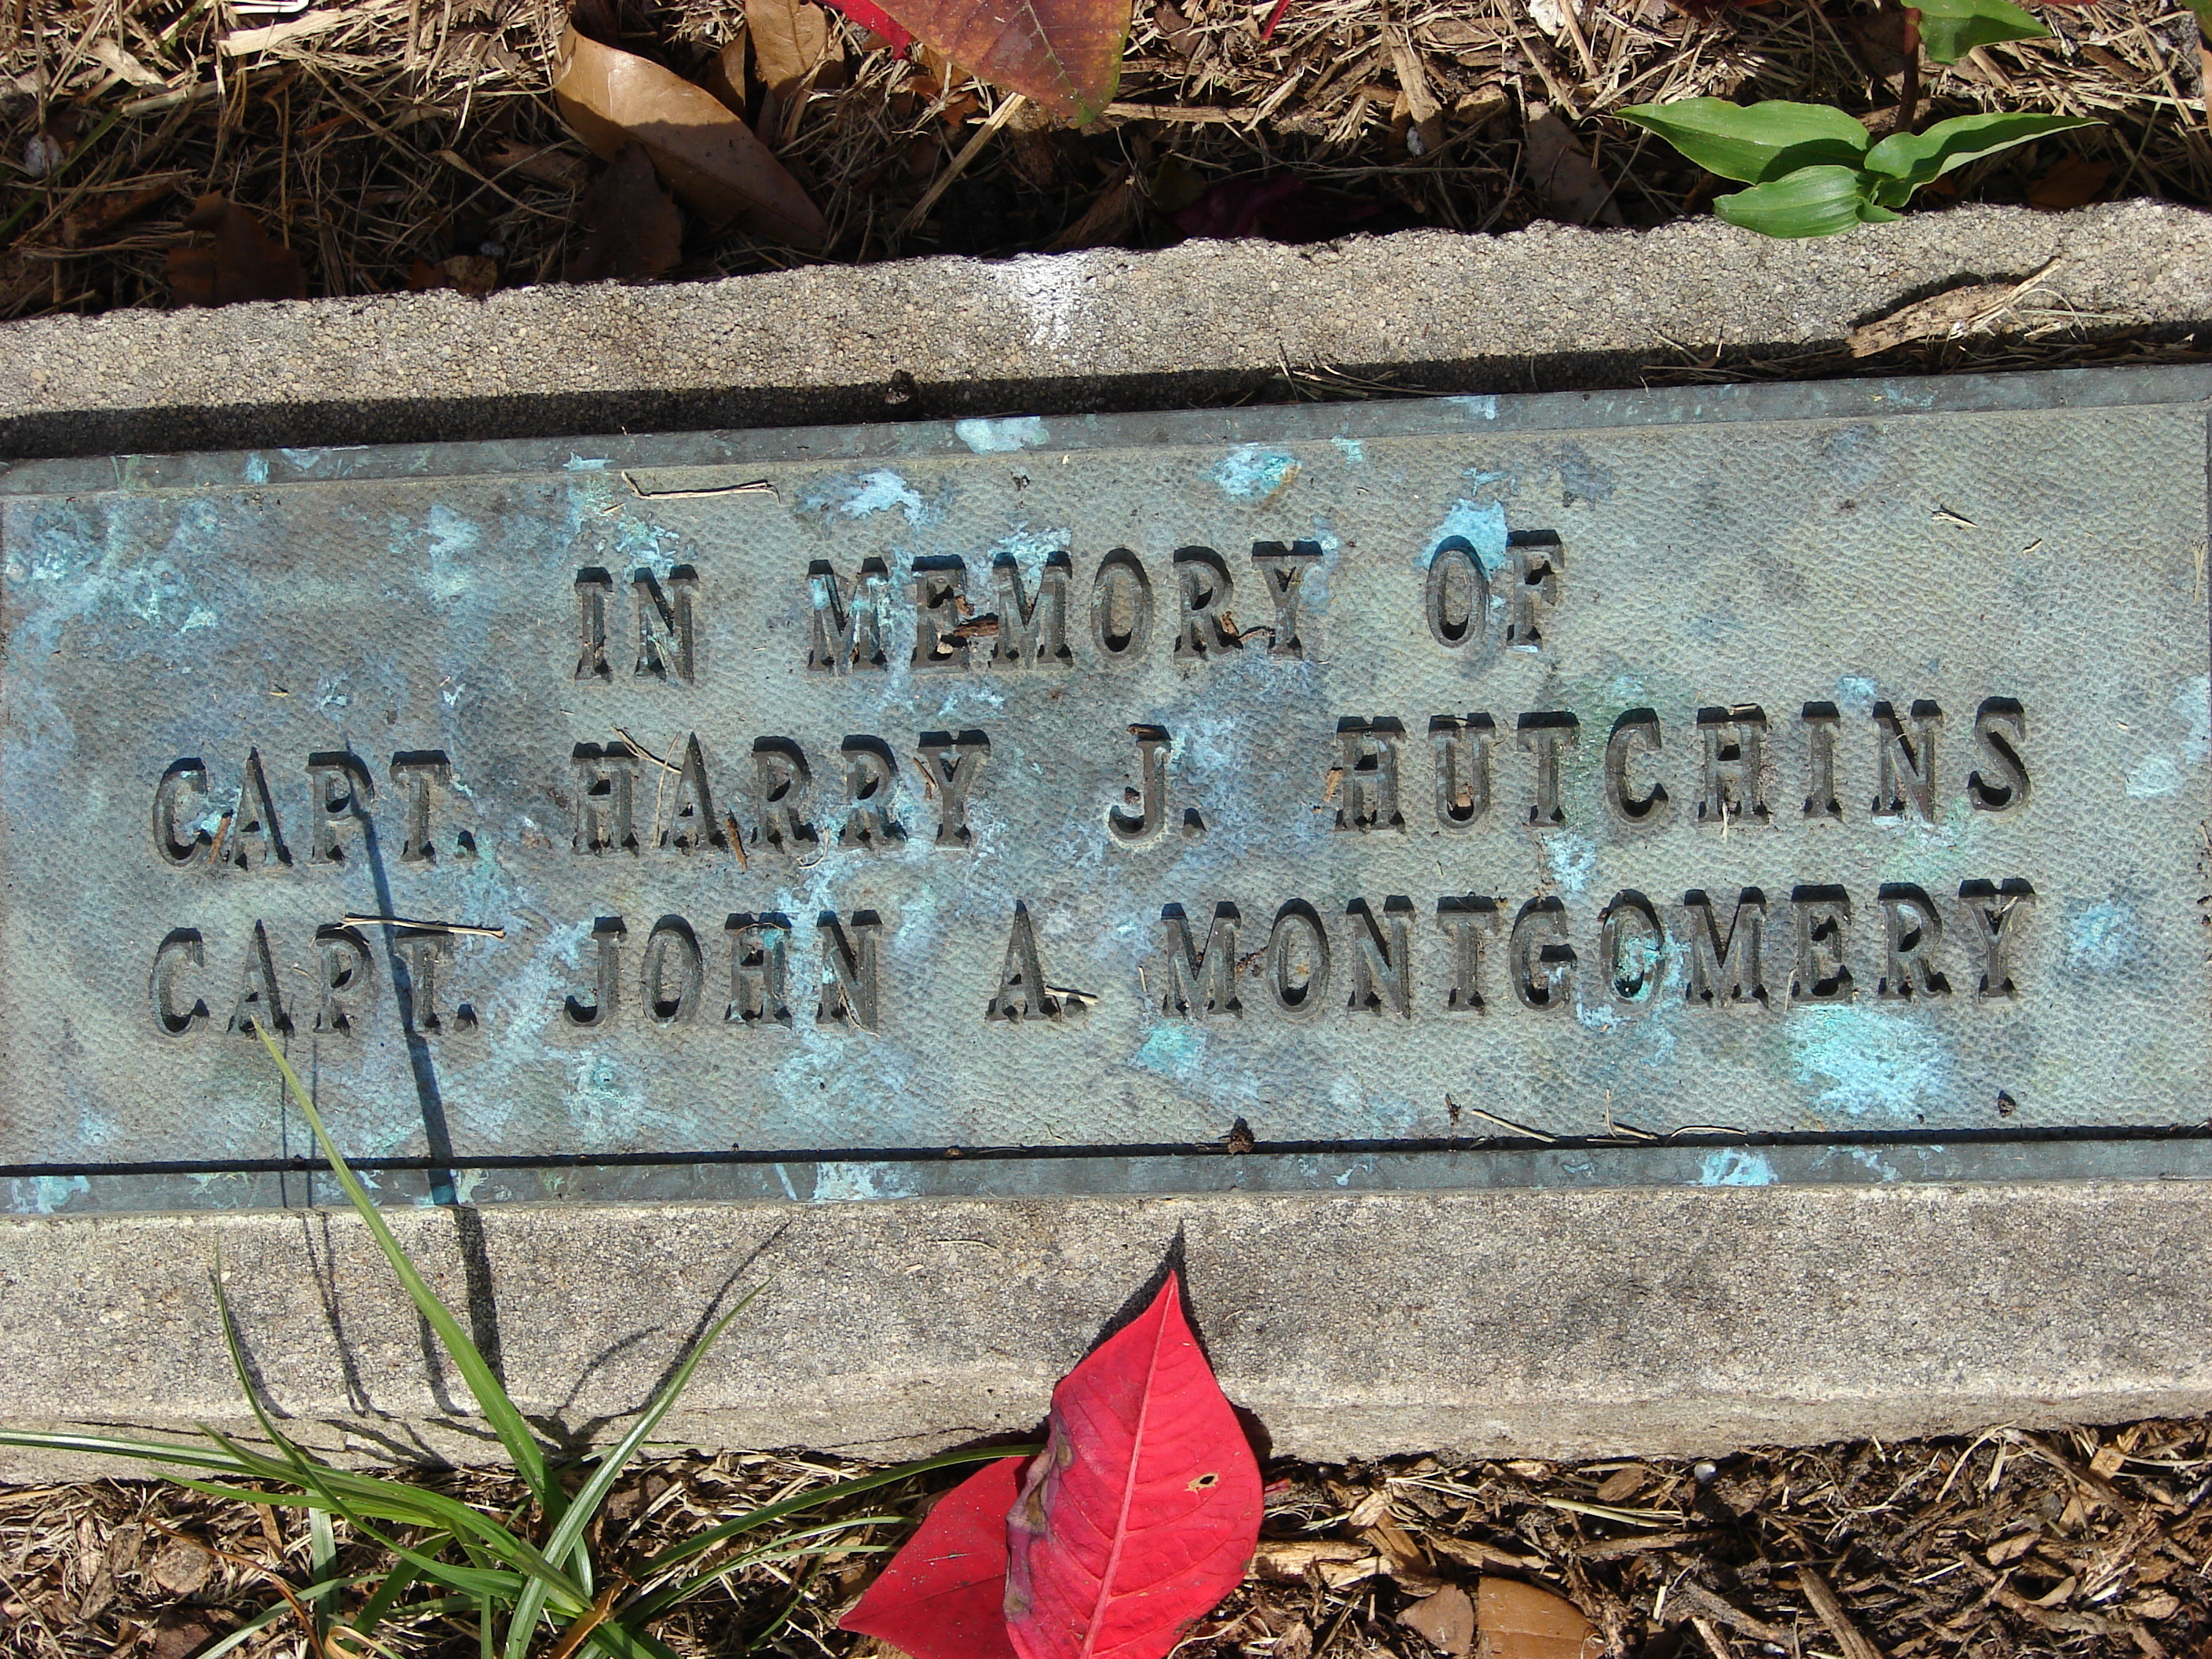 IN MEMORY OF
CAPT. HARRY J. HUTCHINS
CAPT. JOHN A. MONTGOMERY